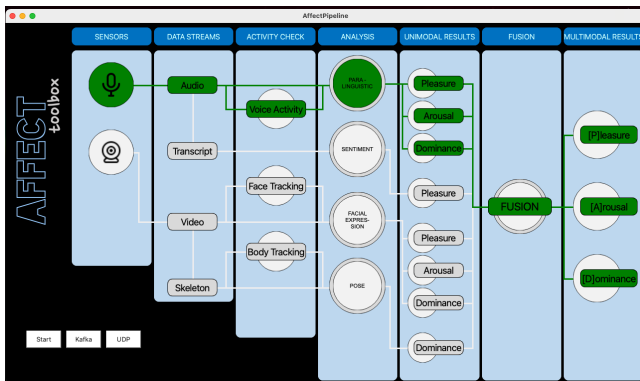 AffectPipeline
SENSORS
DATA STREAMS
ACTIVITY CHECK
ANALYSIS
UNIMODAL RESULTS
FUSION
MULTIMODAL RESULTS
AFFECT
toolbox
Audio
Transcript
Video
Skeleton
Voice Activity
Face Tracking
Body Tracking
PARA -
LINGUISTIC
SENTIMENT
FACIAL
EXPRES-
SION
POSE
Pleasure
Arousal
Dominance
Pleasure
Pleasure
Arousal
Dominance
Dominance
FUSION
[P]leasure
[A]rousal
[D]ominance
Start
Kafka
UDP